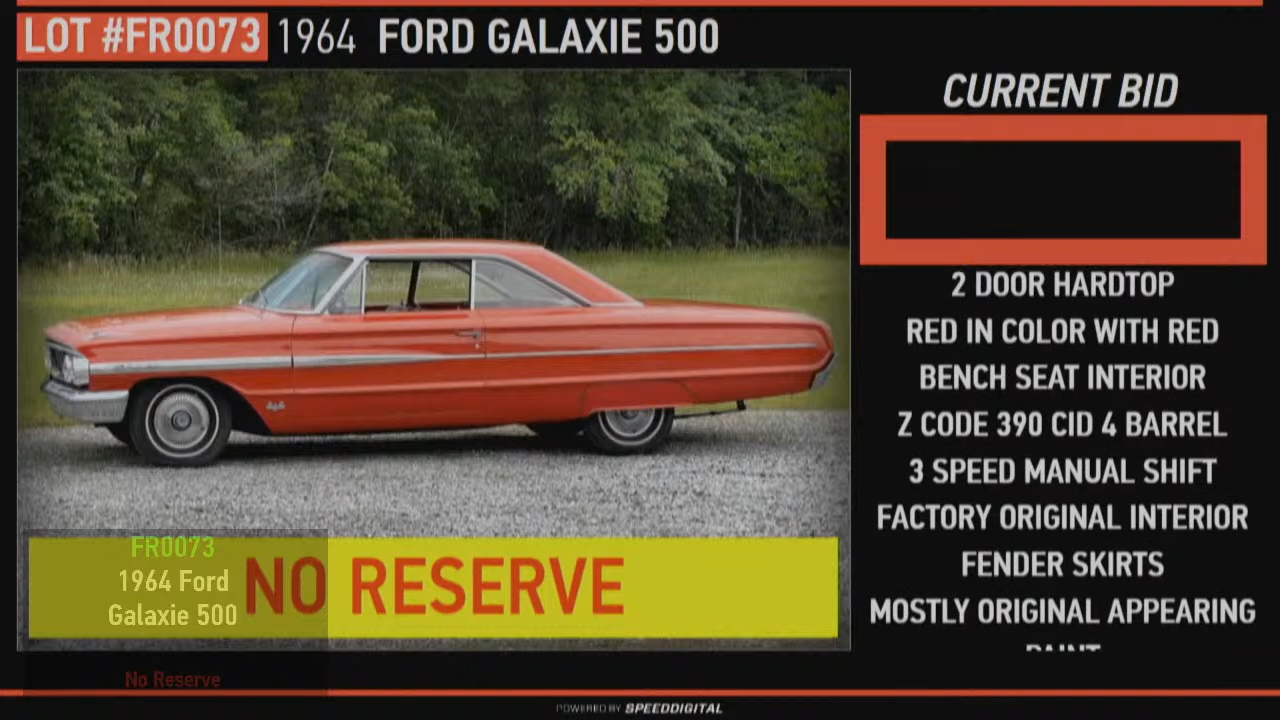 LOT #FR0073 1964 FORD GALAXIE 500
CURRENT BID
2 DOOR HARDTOP
RED IN COLOR WITH RED
BENCH SEAT INTERIOR
Z CODE 390 CID 4 BARREL
3 SPEED MANUAL SHIFT
FACTORY ORIGINAL INTERIOR
FENDER SKIRTS
MOSTLY ORIGINAL APPEARING
PAINT
NO RESERVE
FR0073
1964 Ford
Galaxie 500
No Reserve
POWERED BY SPEEDDIGITAL